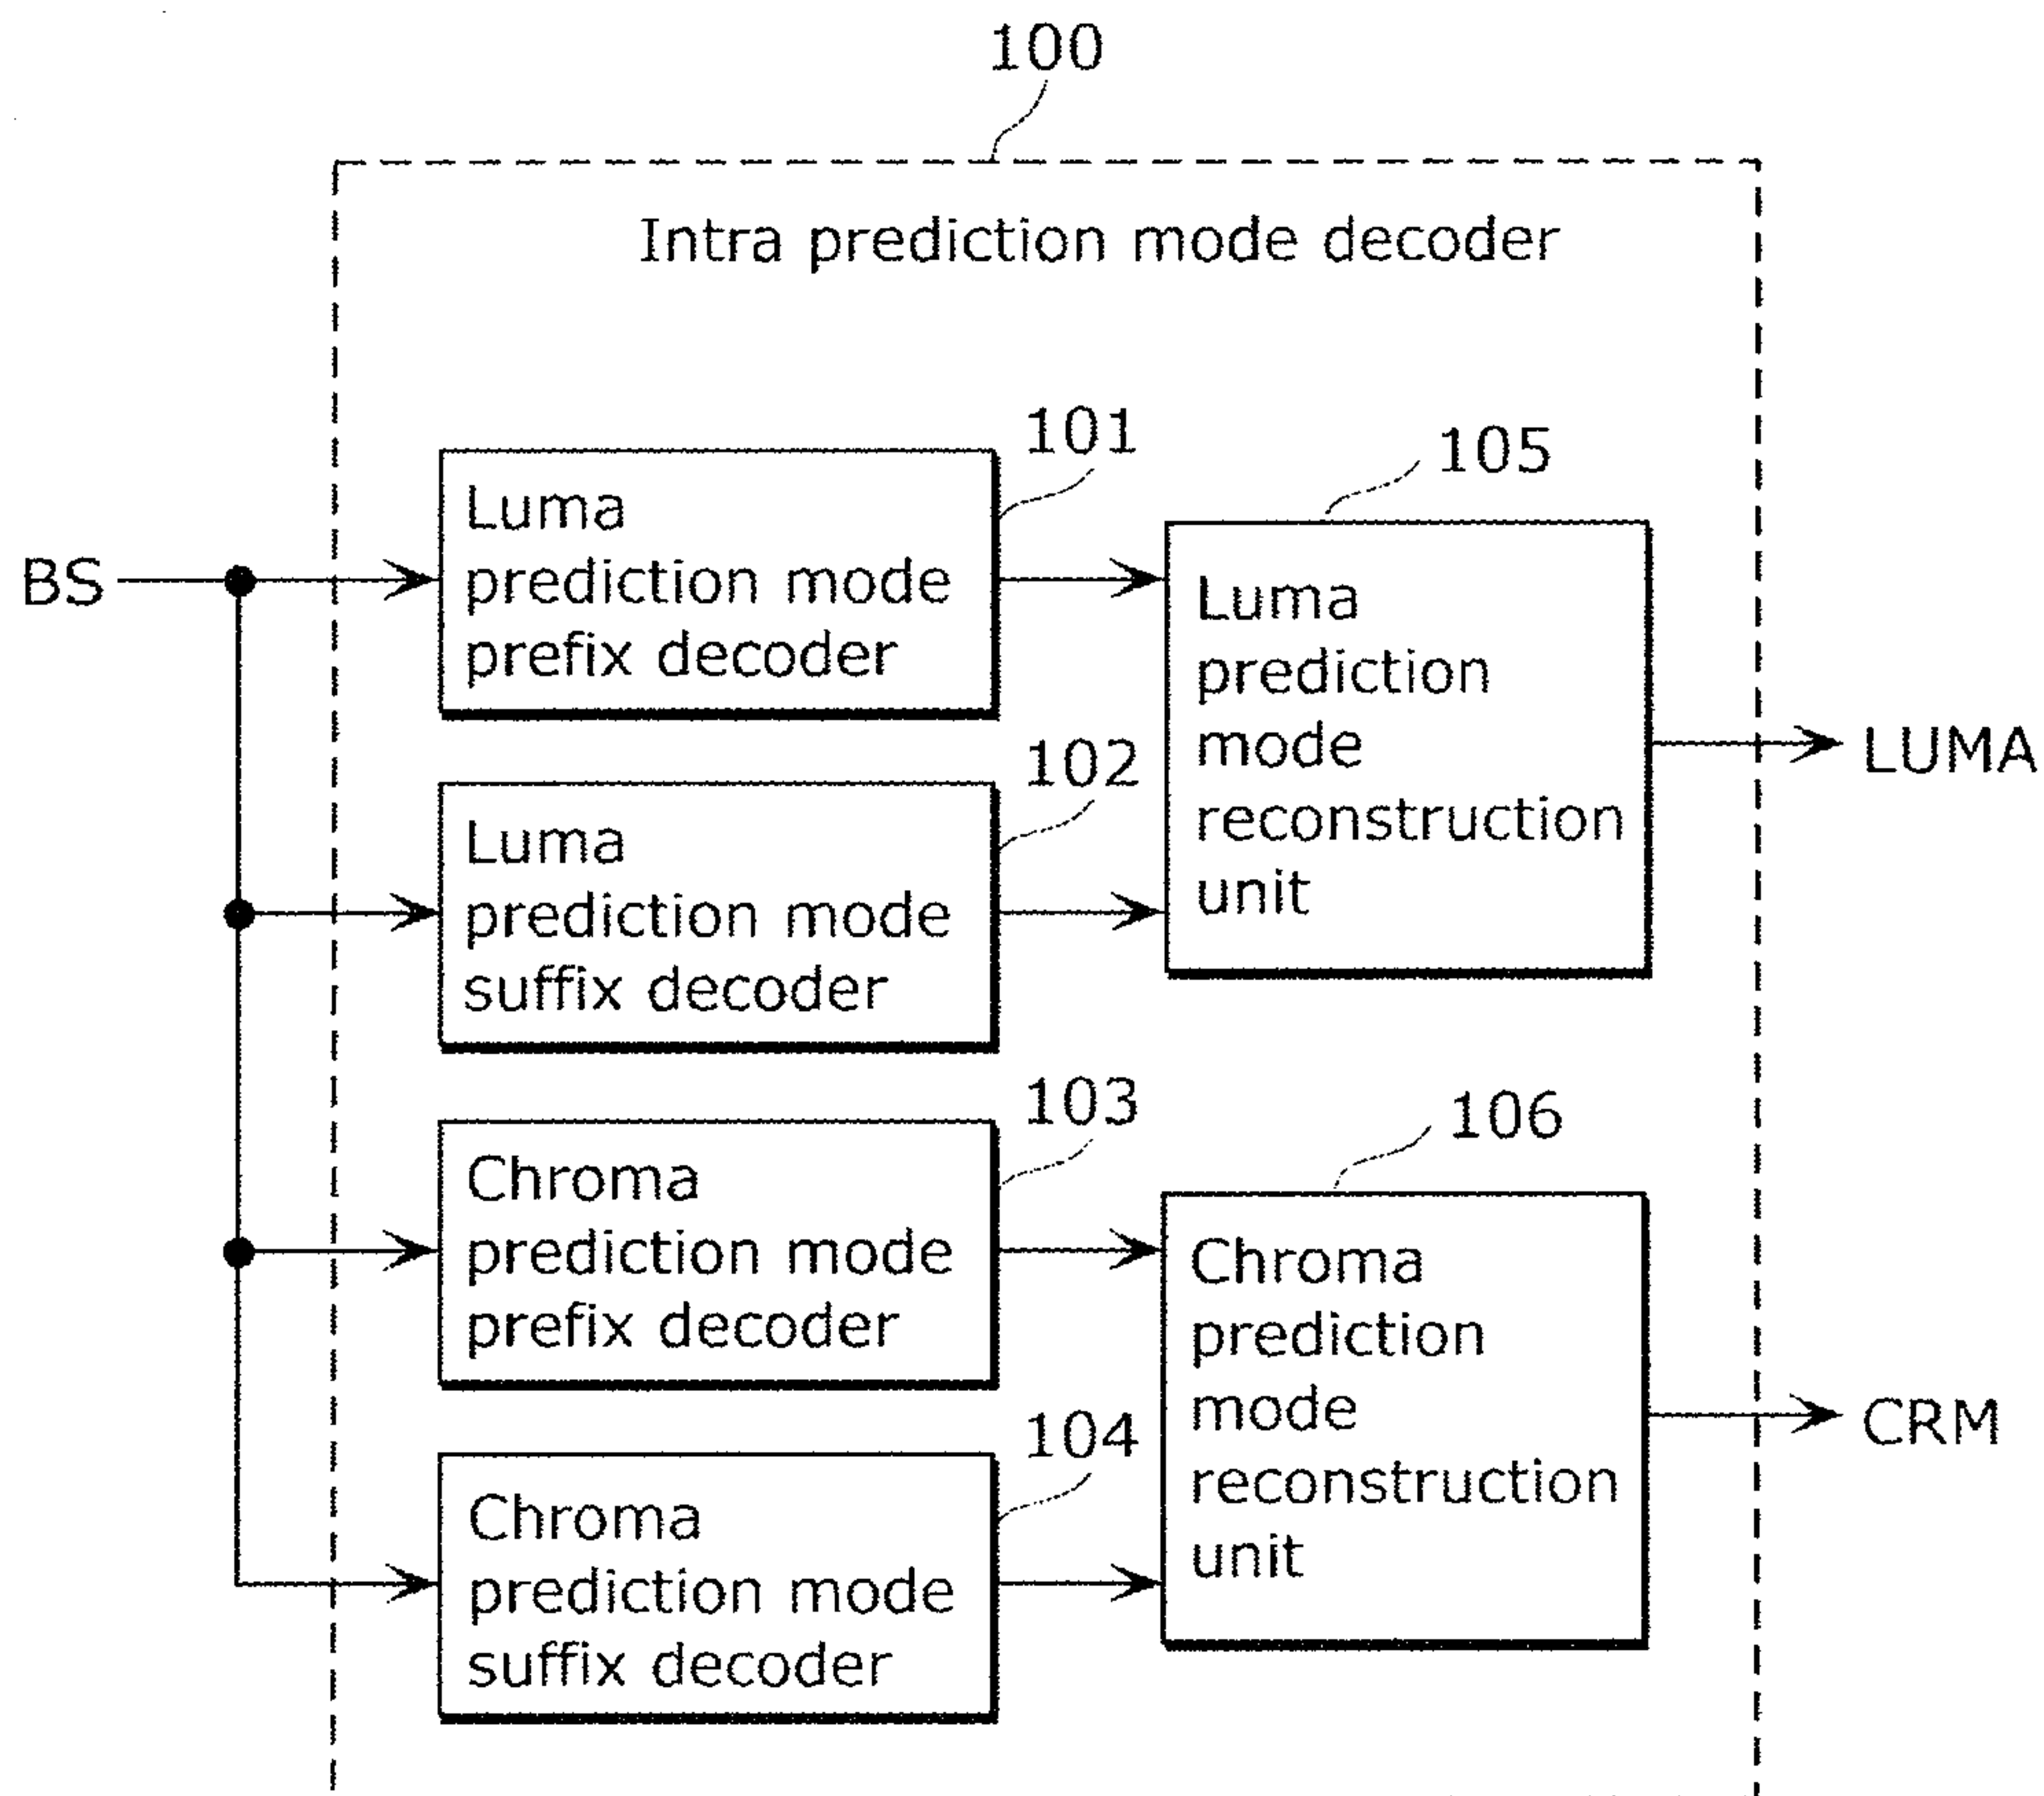 100
Intra prediction mode decoder
101
Luma
prediction mode
prefix decoder
105
Luma
prediction
mode
reconstruction
unit
BS
LUMA
102
Luma
prediction mode
suffix decoder
103
Chroma
prediction mode
prefix decoder
106
Chroma
prediction
mode
reconstruction
unit
CRM
104
Chroma
prediction mode
suffix decoder